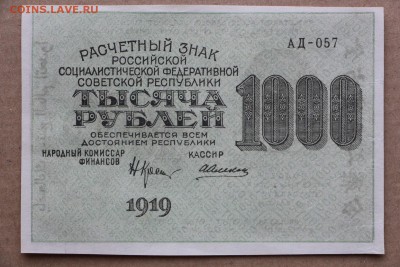 COINS.LAVE.RU
АД-057
РАСЧЕТНЫЙ ЗНАК
РОССИЙСКОЙ
СОЦИАЛИСТИЧЕСКОЙ ФЕДЕРАТИВНОЙ
СОВЕТСКОЙ РЕСПУБЛИКИ
ТЫСЯЧА
РУБЛЕЙ
1000
ОБЕСПЕЧИВАЕТСЯ ВСЕМ
ДОСТОЯНИЕМ РЕСПУБЛИКИ
НАРОДНЫЙ КОМИССАР
ФИНАНСОВ
КАССИР
1919